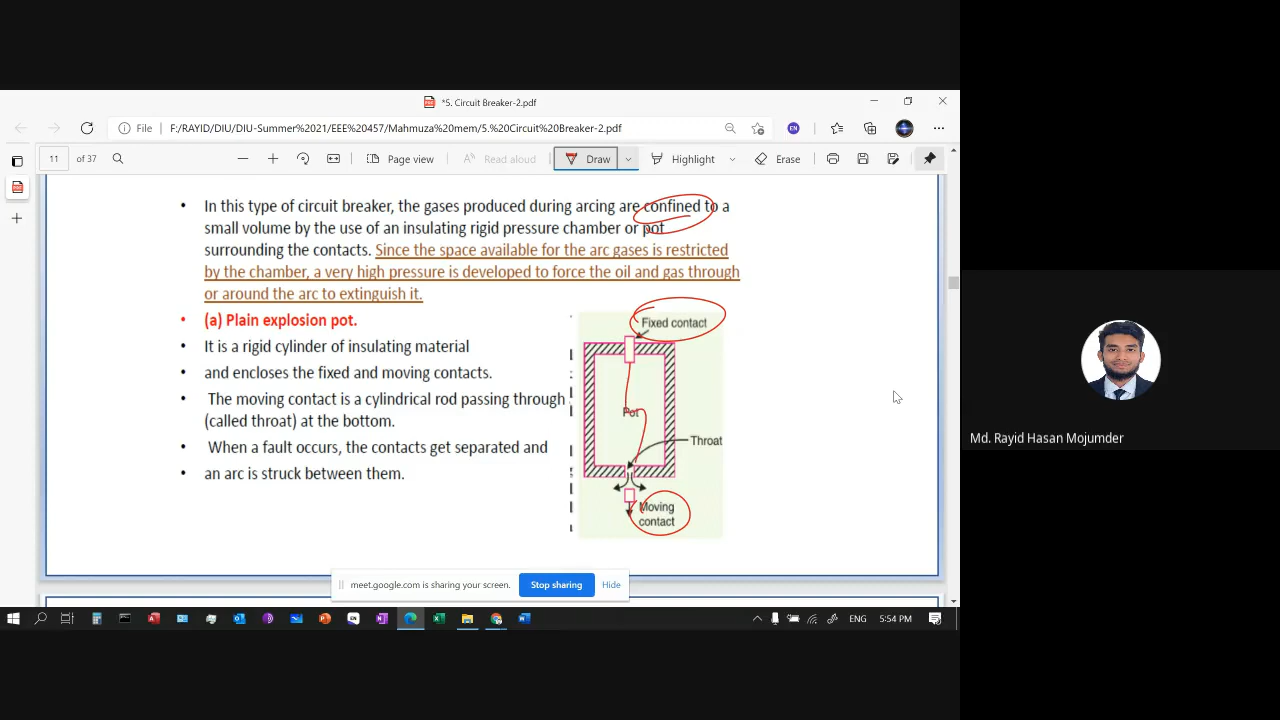 *5. Circuit Breaker-2.pdf
File F:/RAYID/DIU/DIU-Summer%2021/EEE%20457/Mahmuza%20mem/5.%20Circuit%20Breaker-2.pdf
EN
11 of 37 Page view Read aloud Draw Highlight Erase
• In this type of circuit breaker, the gases produced during arcing are confined to a
small volume by the use of an insulating rigid pressure chamber or pot
surrounding the contacts. Since the space available for the arc gases is restricted
by the chamber, a very high pressure is developed to force the oil and gas through
or around the arc to extinguish it.
• (a) Plain explosion pot.
• It is a rigid cylinder of insulating material
• and encloses the fixed and moving contacts.
• The moving contact is a cylindrical rod passing through
(called throat) at the bottom.
• When a fault occurs, the contacts get separated and
• an arc is struck between them.
Fixed contact
Pot
Throat
Moving
contact
Md. Rayid Hasan Mojumder
meet.google.com is sharing your screen. Stop sharing Hide
ENG 5:54 PM